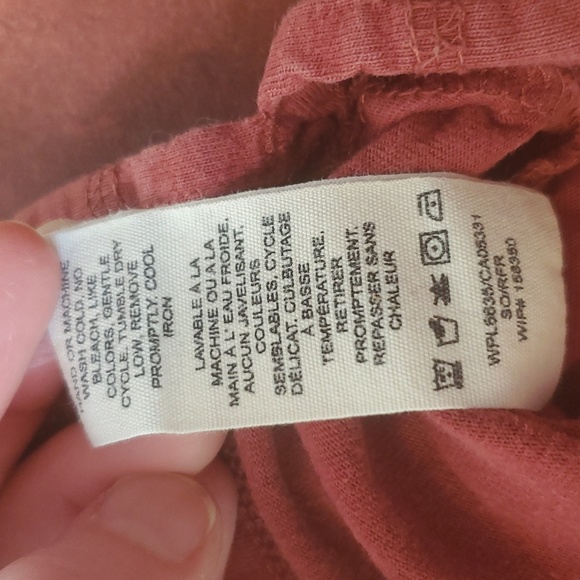 HAND OR MACHINE
WASH COLD. NO
BLEACH, LIKE
COLORS, GENTLE
CYCLE, TUMBLE DRY
LOW, REMOVE
PROMPTLY, COOL
IRON
LAVABLE À LA
MACHINE OU À LA
MAIN À L'EAU FROIDE.
AUCUN JAVELISANT,
COULEURS
SEMBLABLES, CYCLE
DÉLICAT, CULBUTAGE
À BASSE
TEMPÉRATURE,
RETIRER
PROMPTEMENT.
REPASSER SANS
CHALEUR
WPL6635/CA05331
SO/RFR
WIP# 156380